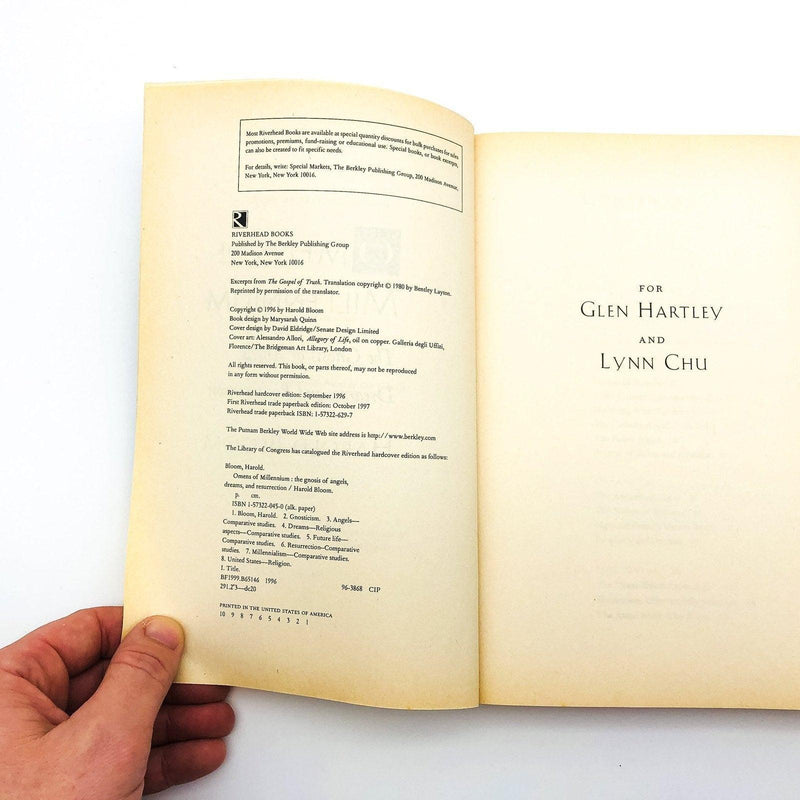 Most Riverhead Books are available at special quantity discounts for bulk purchases for sales
promotions, premiums, fund-raising or educational use. Special books, or book excerpts,
can also be created to fit specific needs.
For details, write: Special Markets, The Berkley Publishing Group, 200 Madison Avenue,
New York, New York 10016.
R
RIVERHEAD BOOKS
Published by The Berkley Publishing Group
200 Madison Avenue
New York, New York 10016
Excerpts from The Gospel of Truth. Translation copyright © 1980 by Bentley Layton.
Reprinted by permission of the translator.
Copyright © 1996 by Harold Bloom
Book design by Marysarah Quinn
Cover design by David Eldridge/Senate Design Limited
Cover art: Alessandro Allori, Allegory of Life, oil on copper. Galleria degli Uffizi,
Florence/The Bridgeman Art Library, London
All rights reserved. This book, or parts thereof, may not be reproduced
in any form without permission.
Riverhead hardcover edition: September 1996
First Riverhead trade paperback edition: October 1997
Riverhead trade paperback ISBN: 1-57322-629-7
The Putnam Berkley World Wide Web site address is http://www.berkley.com
The Library of Congress has catalogued the Riverhead hardcover edition as follows:
Bloom, Harold.
Omens of Millennium : the gnosis of angels,
dreams, and resurrection / Harold Bloom.
p. cm.
ISBN 1-57322-045-0 (alk. paper)
1. Bloom, Harold. 2. Gnosticism. 3. Angels—
Comparative studies. 4. Dreams—Religious
aspects—Comparative studies. 5. Future life—
Comparative studies. 6. Resurrection—Comparative
studies. 7. Millennialism—Comparative studies.
8. United States—Religion.
I. Title.
BF1999.B65146 1996
291.2'3—dc20 96-3868 CIP
PRINTED IN THE UNITED STATES OF AMERICA
10 9 8 7 6 5 4 3 2 1
FOR
GLEN HARTLEY
AND
LYNN CHU